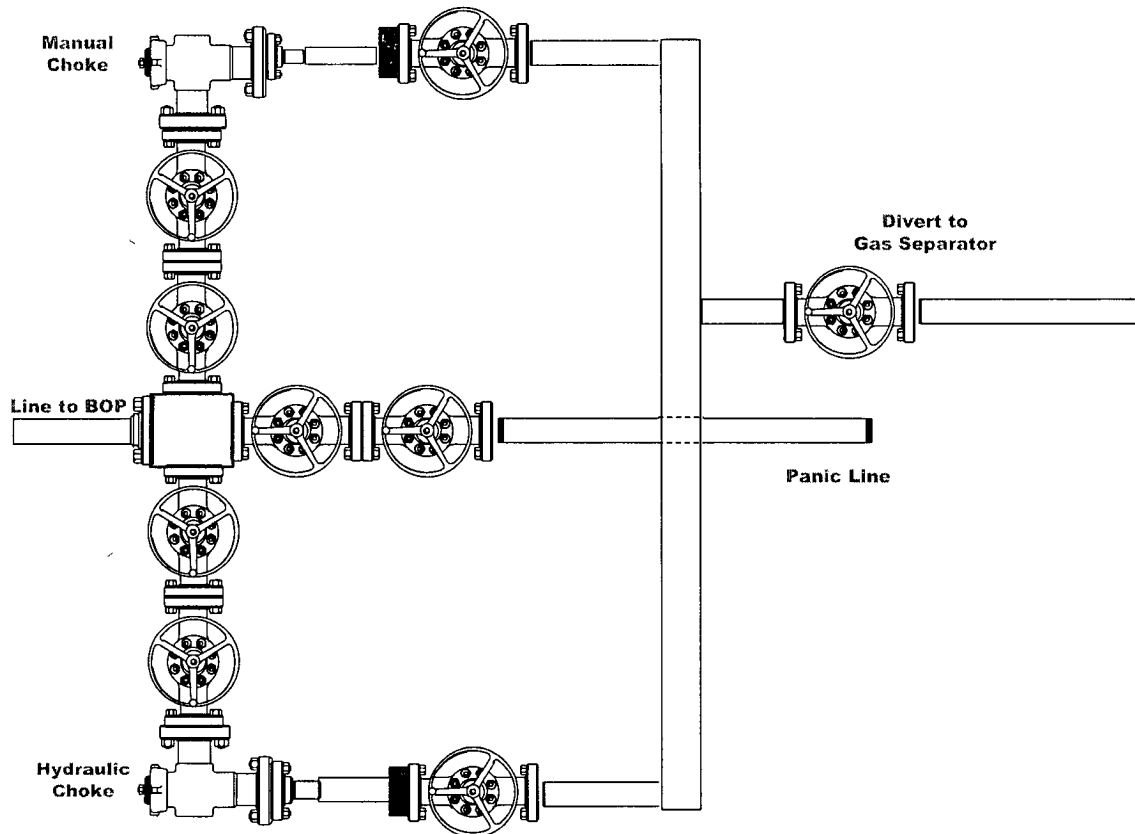 Manual
Choke
Divert to
Gas Separator
Line to BOP
Panic Line
Hydraulic
Choke